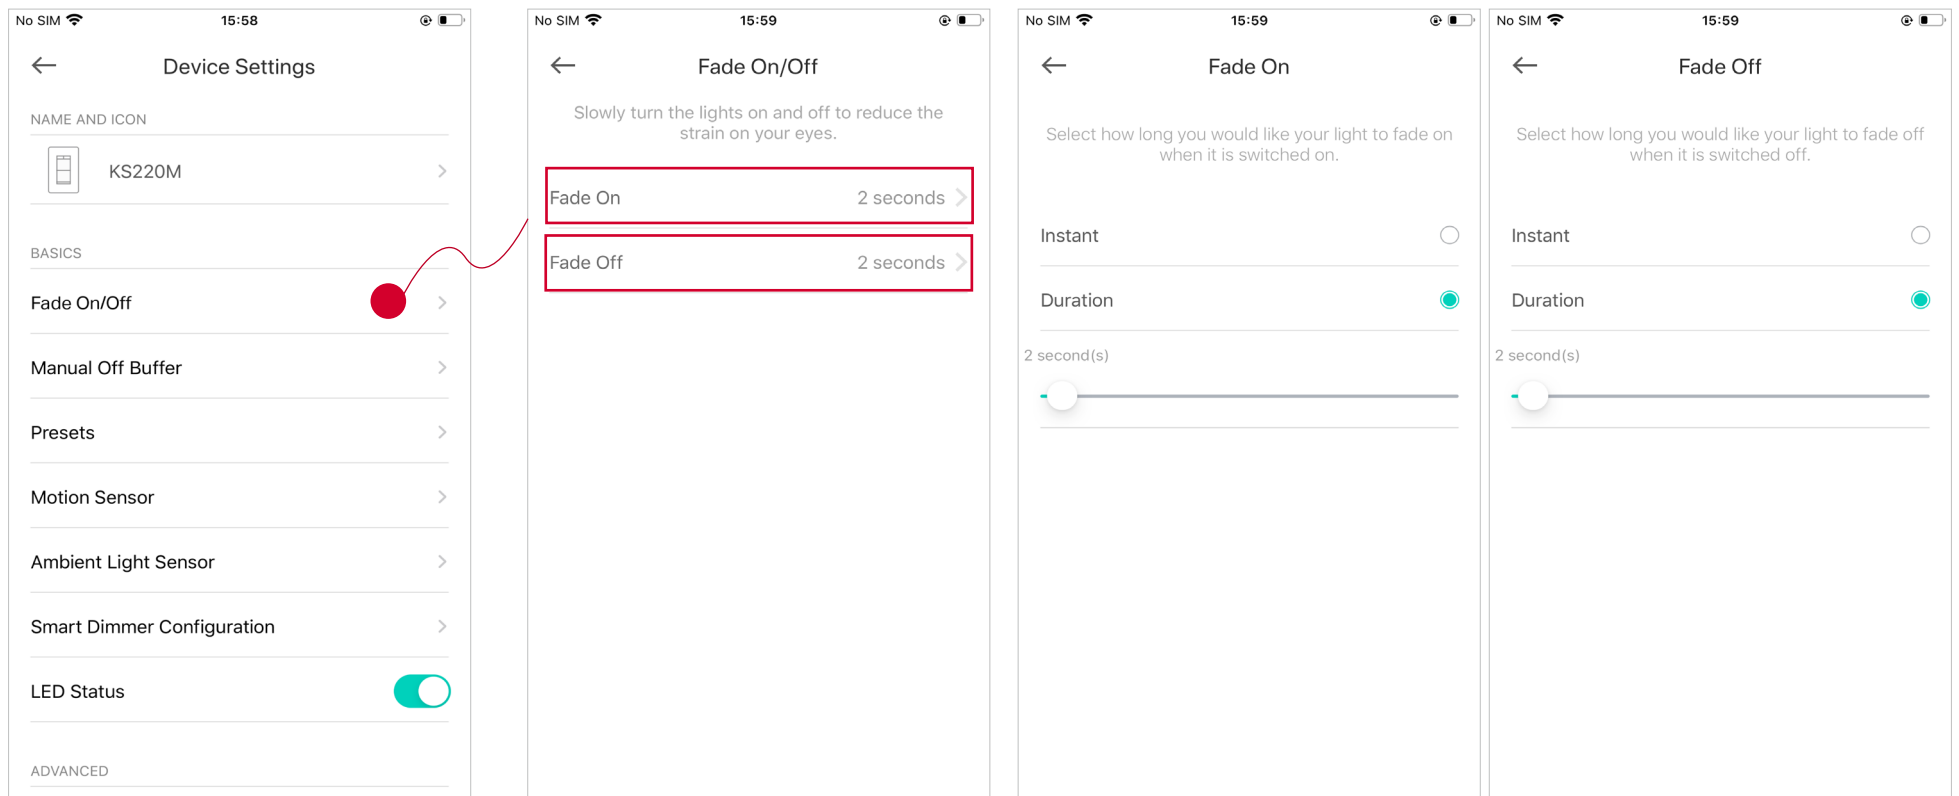 No SIM 15:58
Device Settings
NAME AND ICON
KS220M
BASICS
Fade On/Off
Manual Off Buffer
Presets
Motion Sensor
Ambient Light Sensor
Smart Dimmer Configuration
LED Status
ADVANCED
No SIM 15:59
Fade On/Off
Slowly turn the lights on and off to reduce the
strain on your eyes.
Fade On 2 seconds
Fade Off 2 seconds
No SIM 15:59
Fade On
Select how long you would like your light to fade on
when it is switched on.
Instant
Duration
2 second(s)
No SIM 15:59
Fade Off
Select how long you would like your light to fade off
when it is switched off.
Instant
Duration
2 second(s)